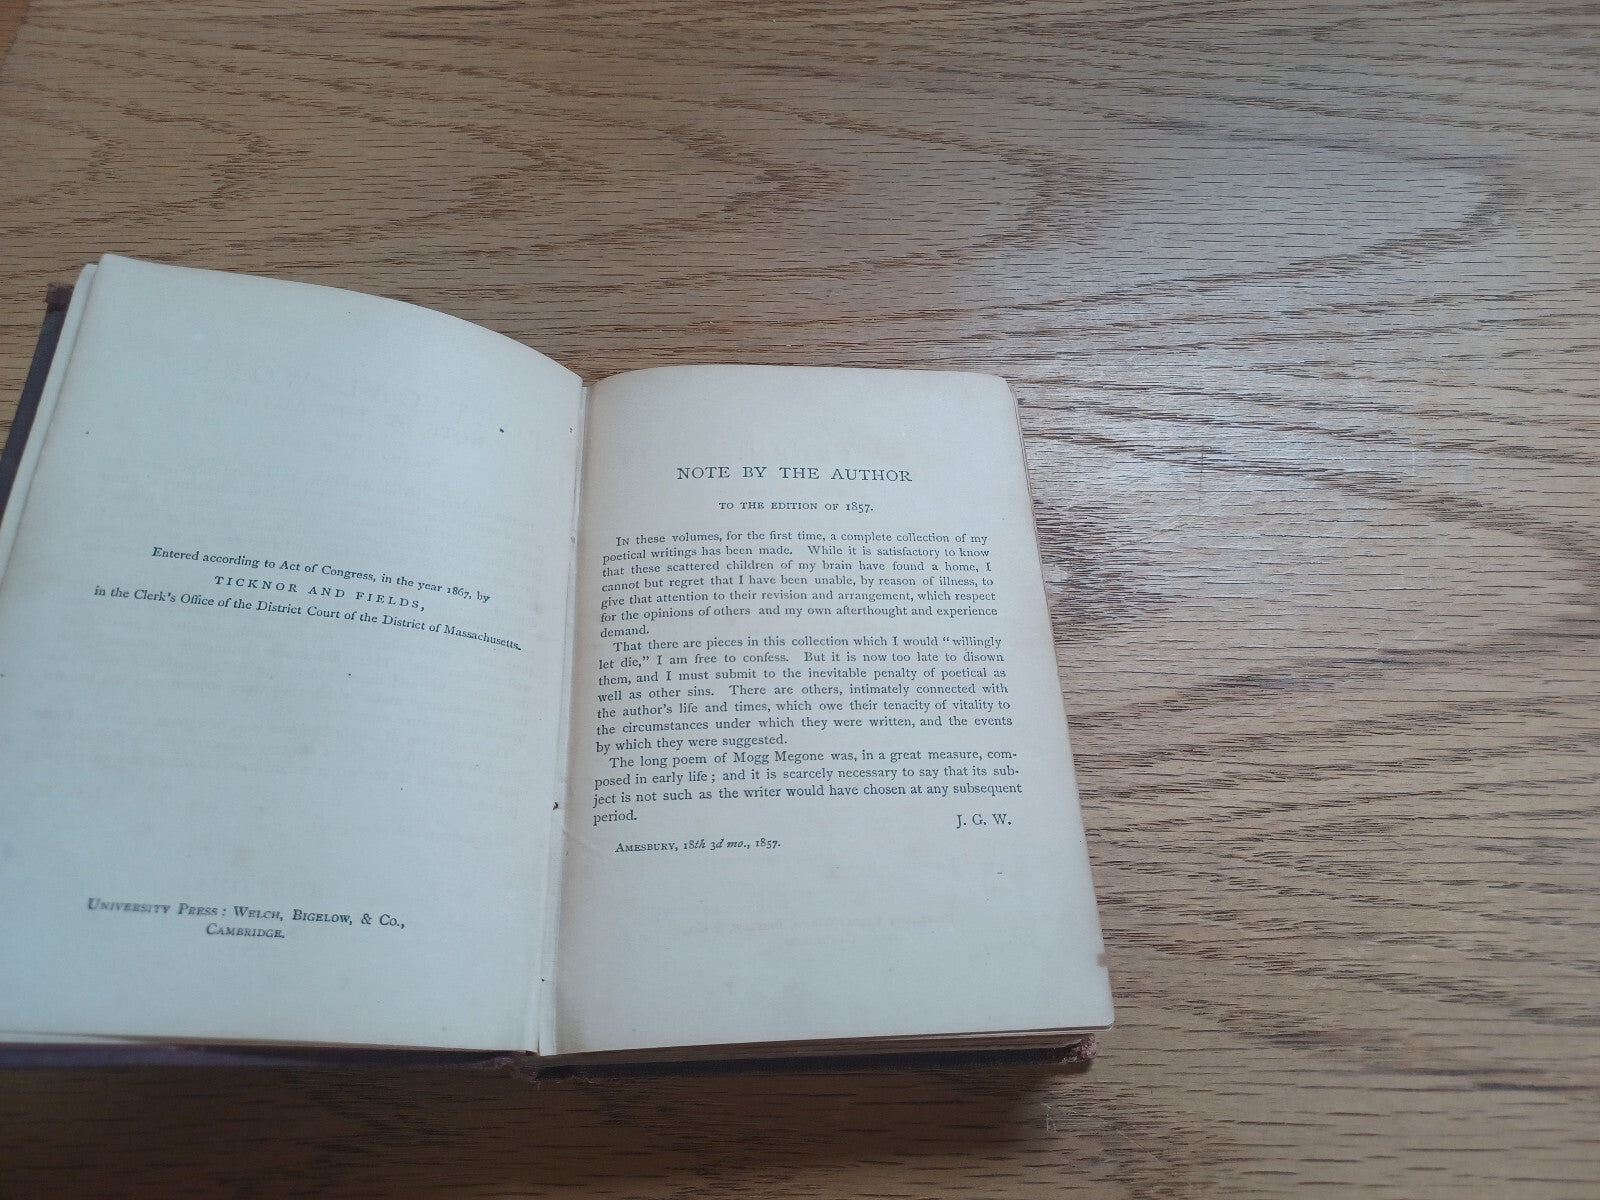 Entered according to Act of Congress, in the year 1867, by
TICKNOR AND FIELDS,
in the Clerk's Office of the District Court of the District of Massachusetts.
UNIVERSITY PRESS: WELCH, BIGELOW, & CO.,
CAMBRIDGE.
NOTE BY THE AUTHOR
TO THE EDITION OF 1857.
IN these volumes, for the first time, a complete collection of my
poetical writings has been made. While it is satisfactory to know
that these scattered children of my brain have found a home, I
cannot but regret that I have been unable, by reason of illness, to
give that attention to their revision and arrangement, which respect
for the opinions of others and my own afterthought and experience
demand.
That there are pieces in this collection which I would "willingly
let die," I am free to confess. But it is now too late to disown
them, and I must submit to the inevitable penalty of poetical as
well as other sins. There are others, intimately connected with
the author's life and times, which owe their tenacity of vitality to
the circumstances under which they were written, and the events
by which they were suggested.
The long poem of Mogg Megone was, in a great measure, com-
posed in early life; and it is scarcely necessary to say that its sub-
ject is not such as the writer would have chosen at any subsequent
period.
J. G. W.
AMESBURY, 18th 3d mo., 1857.